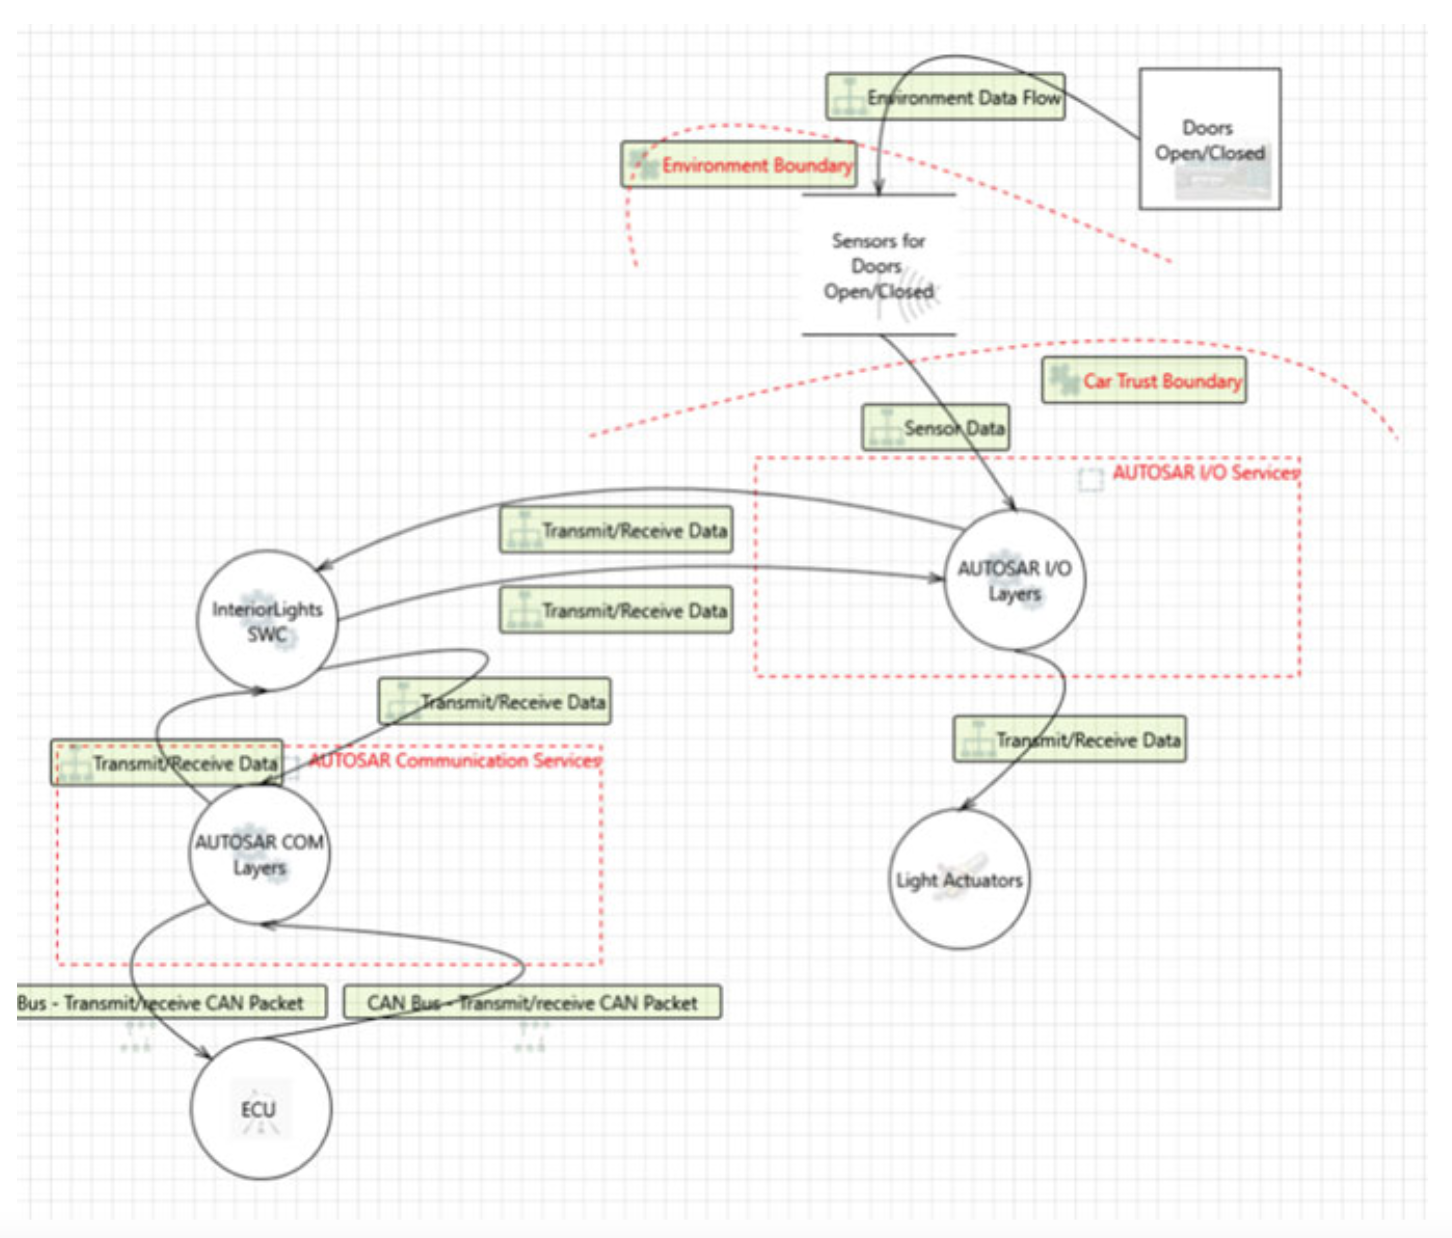 Environment Data Flow
Doors
Open/Closed
Environment Boundary
Sensors for
Doors
Open/Closed
Car Trust Boundary
Sensor Data
AUTOSAR I/O Services
Transmit/Receive Data
AUTOSAR I/O
Layers
InteriorLights
SWC
Transmit/Receive Data
Transmit/Receive Data
Transmit/Receive Data
Transmit/Receive Data
AUTOSAR Communication Services
AUTOSAR COM
Layers
Light Actuators
Bus - Transmit/receive CAN Packet
CAN Bus - Transmit/receive CAN Packet
ECU